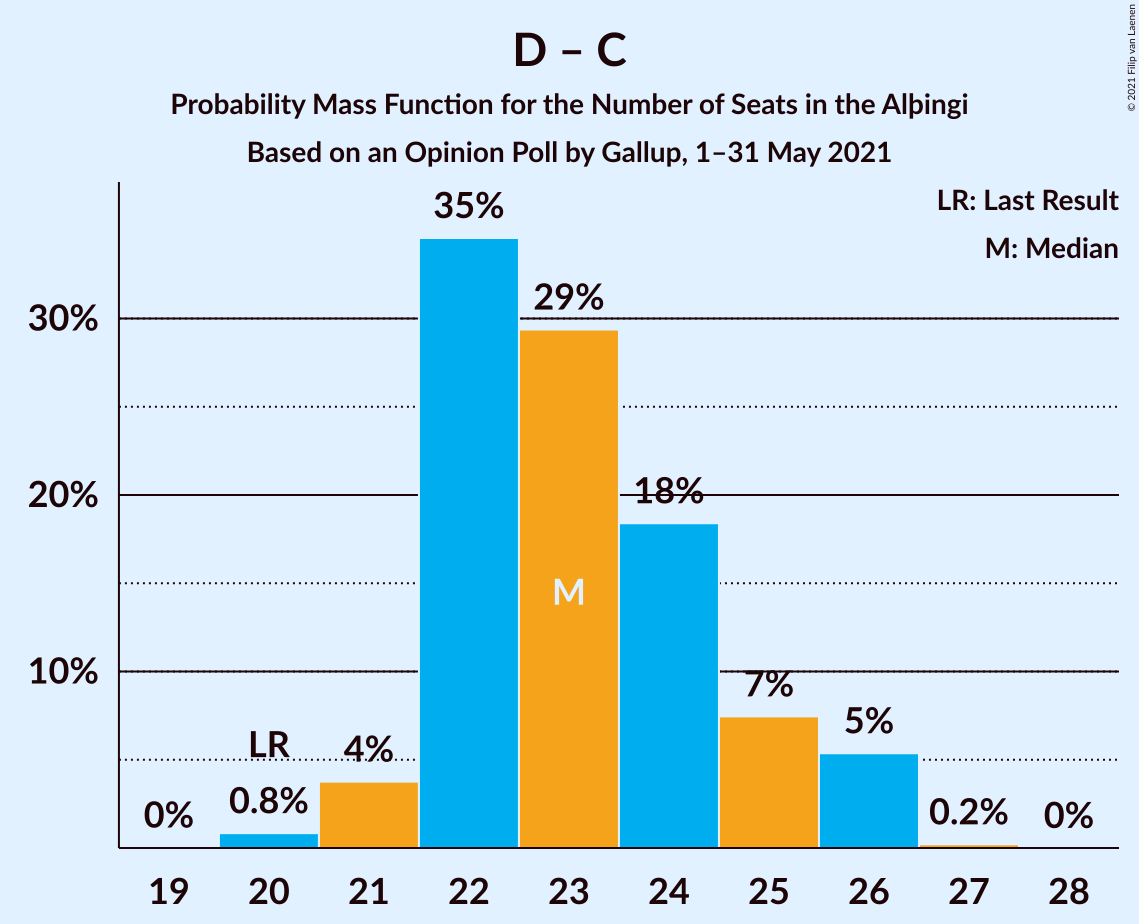 D – C
Probability Mass Function for the Number of Seats in the Alþingi
Based on an Opinion Poll by Gallup, 1–31 May 2021
© 2021 Filip van Laenen
LR: Last Result
M: Median
35%
29%
30%
18%
20%
M
10%
7%
5%
LR
4%
0.8%
0.2%
0%
0%
19 20 21 22 23 24 25 26 27 28